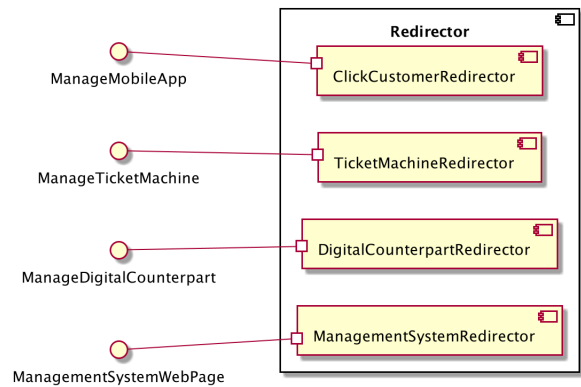 Redirector
ManageMobileApp
ClickCustomerRedirector
ManageTicketMachine
TicketMachineRedirector
ManageDigitalCounterpart
DigitalCounterpartRedirector
ManagementSystemWebPage
ManagementSystemRedirector